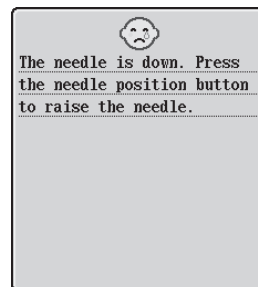 The needle is down. Press
the needle position button
to raise the needle.